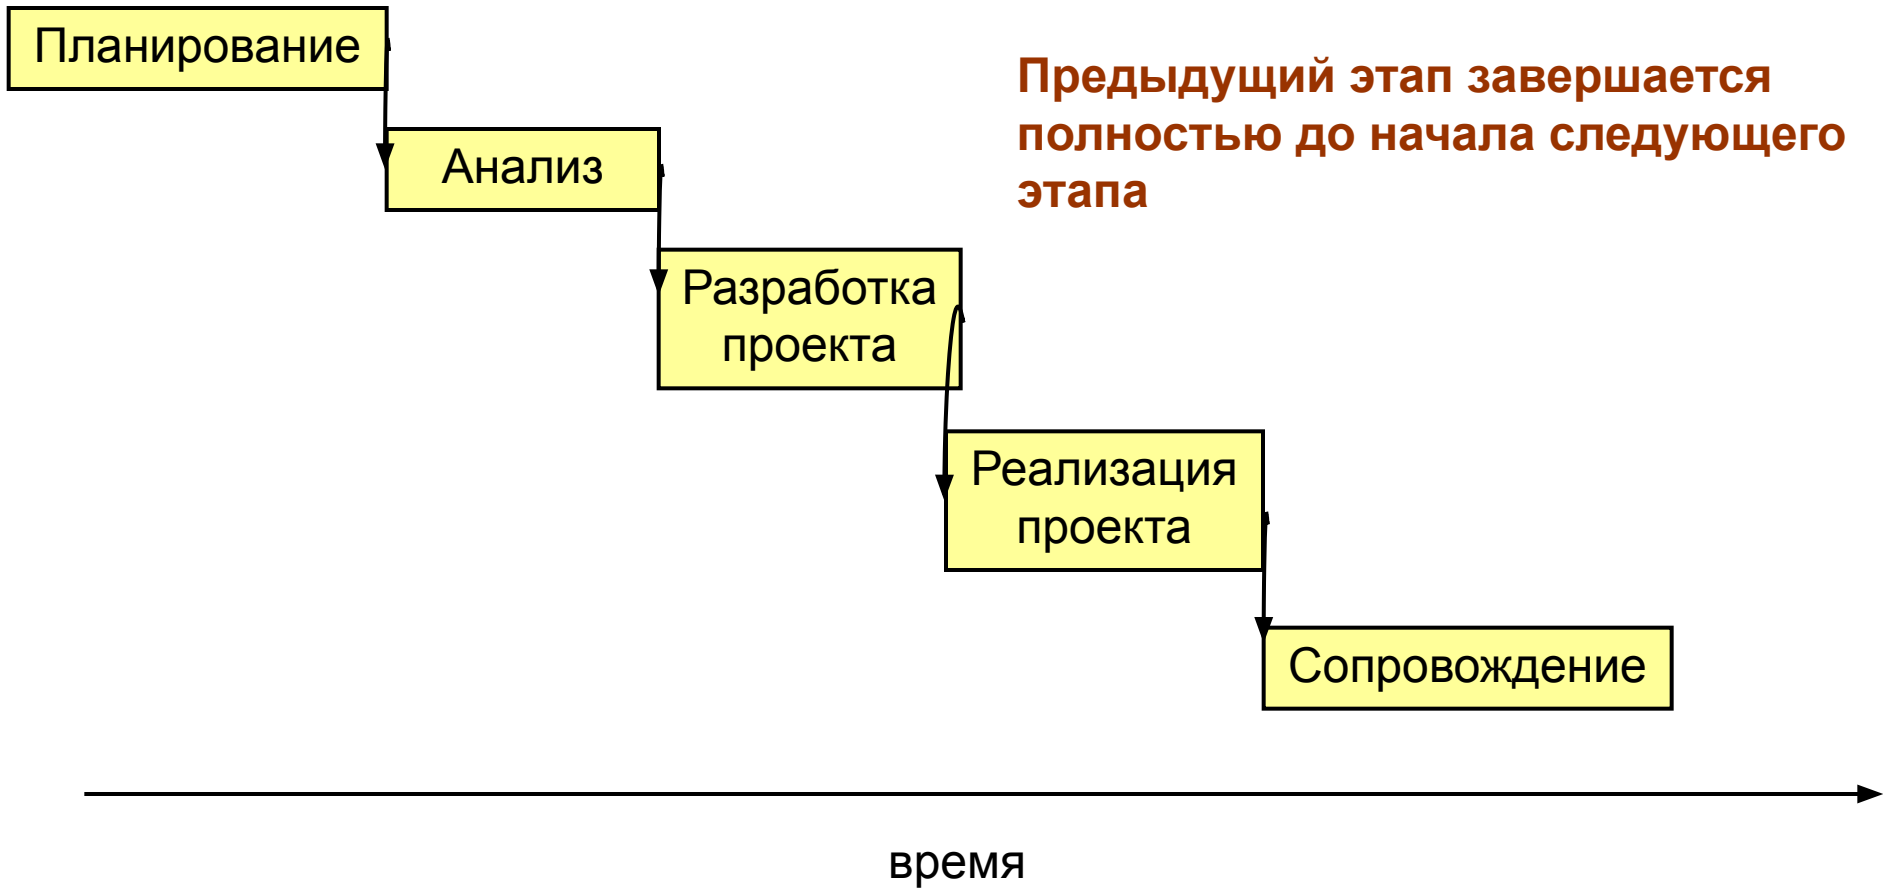 Планирование
Предыдущий этап завершается
полностью до начала следующего
этапа
Анализ
Разработка
проекта
Реализация
проекта
Сопровождение
время